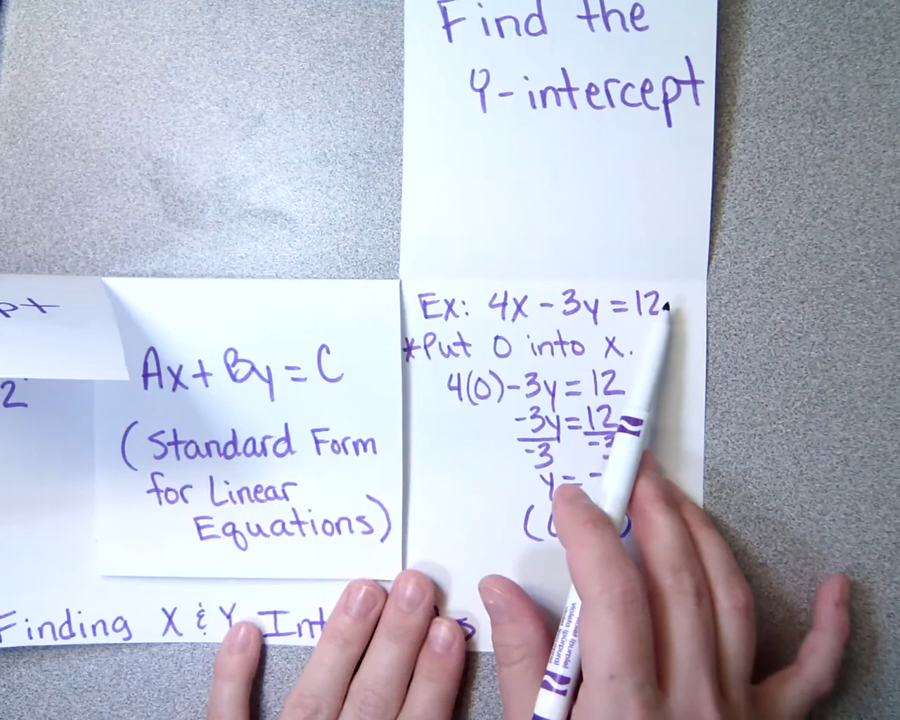 Find the
Y-intercept
Ex: 4x - 3y = 12
*Put 0 into x.
4(0) - 3y = 12
-3y = 12
-3
y = -
2
Ax + By = C
(Standard Form
for Linear
Equations)
Finding X & Y